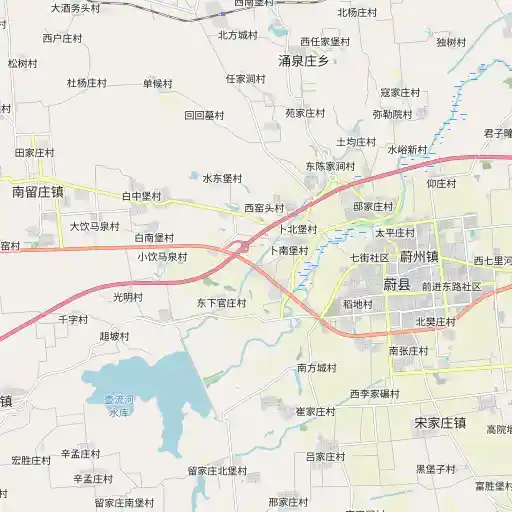 大酒务头村
西南堡村
北杨庄村
西户庄村
北方城村
西任家堡村
独树村
松树村
涌泉庄乡
杜杨庄村
单候村
任家涧村
寇家庄村
回回墓村
苑家庄村
弥勒院村
君子疃
土均庄村
田家庄村
水峪新村
东陈家涧村
水东堡村
仰庄村
南留庄镇
白中堡村
西窑头村
邸家庄村
大饮马泉村
卜北堡村
太平庄村
白南堡村
窑村
卜南堡村
小饮马泉村
七街社区
蔚州镇
西七里河
蔚县
前进东路社区
光明村
东下官庄村
稻地村
千字村
北樊庄村
趄坡村
南张庄村
南方城村
壶流河
水库
西李家碾村
镇
崔家庄村
宋家庄镇
高院墙
辛孟庄村
吕家庄村
宏胜庄村
留家庄北堡村
黑堡子村
辛孟庄村
富胜堡村
留家庄南堡村
邢家庄村